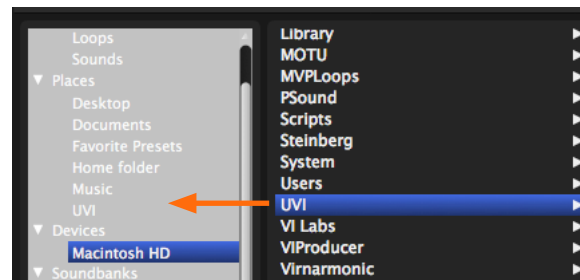 Loops
Sounds
Places
Desktop
Documents
Favorite Presets
Home folder
Music
UVI
Devices
Macintosh HD
Soundbanks
Library
MOTU
MVPLoops
PSound
Scripts
Steinberg
System
Users
UVI
VI Labs
VIProducer
Virnarmonic